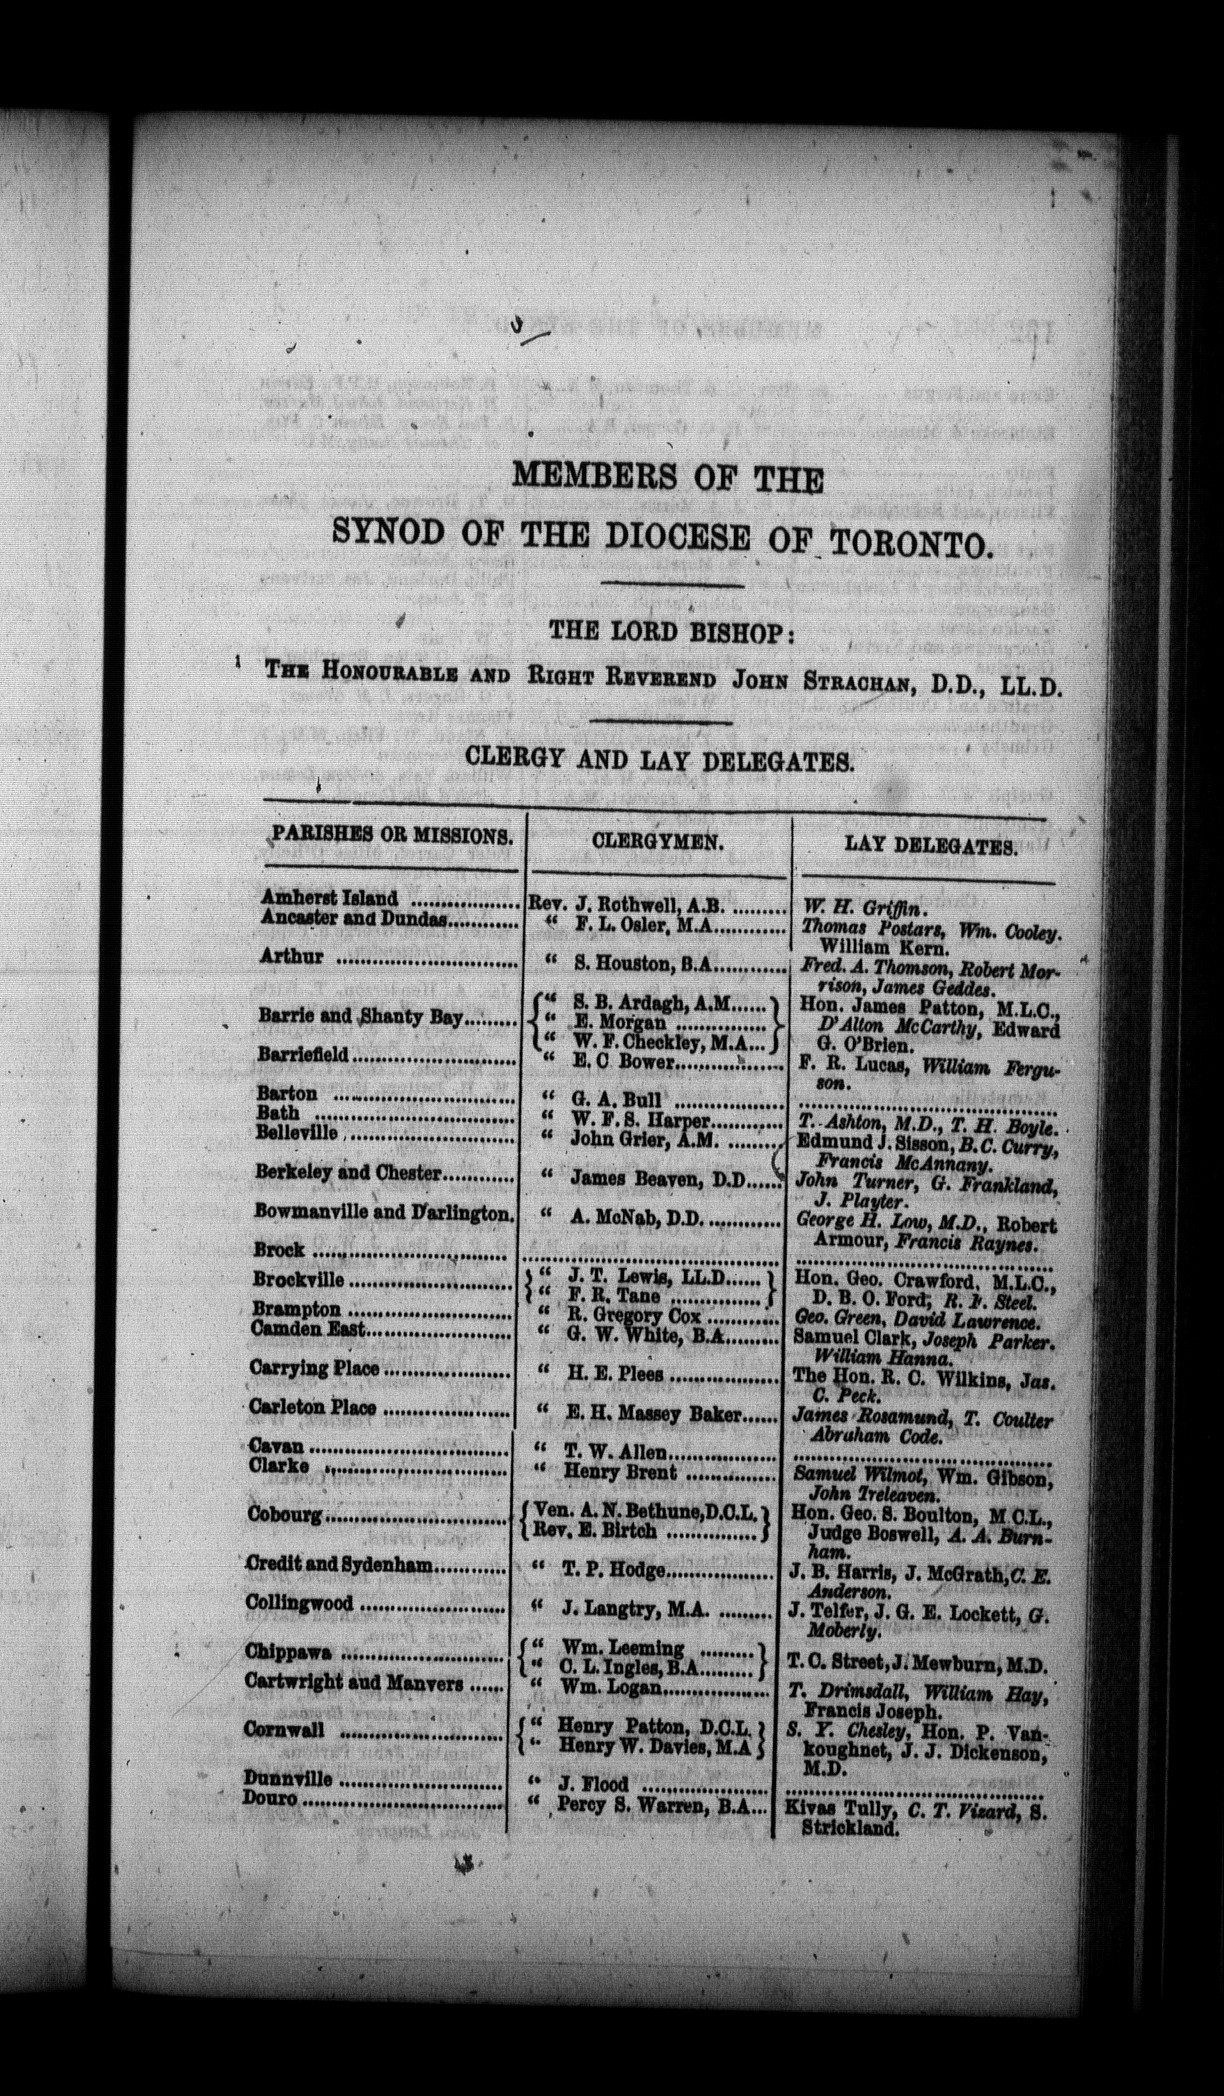 MEMBERS OF THE
SYNOD OF THE DIOCESE OF TORONTO.
THE LORD BISHOP:
THE HONOURABLE AND RIGHT REVEREND JOHN STRACHAN, D.D., LL.D.
CLERGY AND LAY DELEGATES.
PARISHES OR MISSIONS. CLERGYMEN. LAY DELEGATES.
Amherst Island .................. Rev. J. Rothwell, A.B. ......... W. H. Griffin.
Ancaster and Dundas............ “ F. L. Osler, M.A............ Thomas Postars, Wm. Cooley.
William Kern.
Arthur .............................. “ S. Houston, B.A............ Fred. A. Thomson, Robert Mor-
rison, James Geddes.
{“ S. B. Ardagh, A.M......} Hon. James Patton, M.L.C.,
Barrie and Shanty Bay......... “ E. Morgan ............... D'Alton McCarthy, Edward
“ W. F. Checkley, M.A... G. O'Brien.
Barriefield ........................... “ E. C Bower.................. F. R. Lucas, William Fergu-
son.
Barton .............................. “ G. A. Bull .................. ..........................................
Bath ................................. “ W. F. S. Harper............ T. Ashton, M.D., T. H. Boyle.
Belleville ........................... “ John Grier, A.M. ......... Edmund J. Sisson, B.C. Curry,
Francis McAnnany.
Berkeley and Chester............ “ James Beaven, D.D...... John Turner, G. Frankland,
J. Playter.
Bowmanville and Darlington. “ A. McNab, D.D. ............ George H. Low, M.D., Robert
Armour, Francis Raynes.
Brock ................................. .......................................... ..........................................
Brockville ........................... }“ J. T. Lewis, LL.D......} Hon. Geo. Crawford, M.L.C.,
“ F. R. Tane ............... D. B. O. Ford, R. F. Steel.
Brampton ........................... “ R. Gregory Cox ............ Geo. Green, David Lawrence.
Camden East........................ “ G. W. White, B.A......... Samuel Clark, Joseph Parker.
William Hanna.
Carrying Place ..................... “ H. E. Plees .................. The Hon. R. C. Wilkins, Jas.
C. Peck.
Carleton Place ..................... “ E. H. Massey Baker...... James Rosamund, T. Coulter
Abraham Code.
Cavan ................................. “ T. W. Allen.................. ..........................................
Clarke .............................. “ Henry Brent ............... Samuel Wilmot, Wm. Gibson,
John Treleaven.
Cobourg.............................. {Ven. A. N. Bethune, D.C.L.} Hon. Geo. S. Boulton, M.C.L.,
{Rev. E. Birtch ...............} Judge Boswell, A. A. Burn-
ham.
Credit and Sydenham............ “ T. P. Hodge.................. J. B. Harris, J. McGrath, C. E.
Anderson.
Collingwood ........................ “ J. Langtry, M.A. ......... J. Telfer, J. G. E. Lockett, G.
Moberly.
Chippawa ........................... {“ Wm. Leeming .........} T. C. Street, J. Mewburn, M.D.
{“ C. L. Ingles, B.A.........}
Cartwright and Manvers ...... “ Wm. Logan.................. T. Drimsdall, William Hay,
Francis Joseph.
Cornwall ........................... {“ Henry Patton, D.C.L.} S. Y. Chesley, Hon. P. Van-
{“ Henry W. Davies, M.A} koughnet, J. J. Dickenson,
M.D.
Dunnville ........................... “ J. Flood ..................... ..........................................
Douro ................................. “ Percy S. Warren, B.A... Kivas Tully, C. T. Vizard, S.
Strickland.